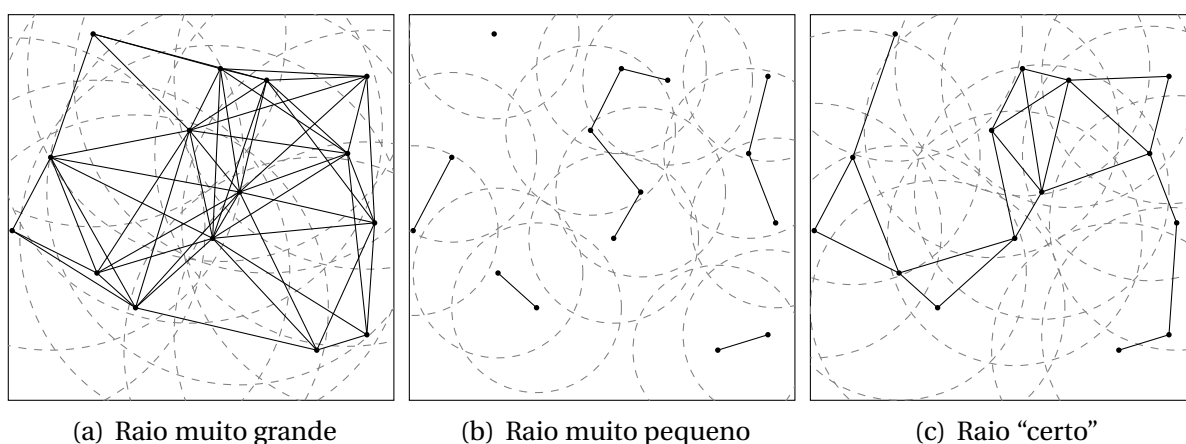 (a) Raio muito grande
(b) Raio muito pequeno
(c) Raio “certo”